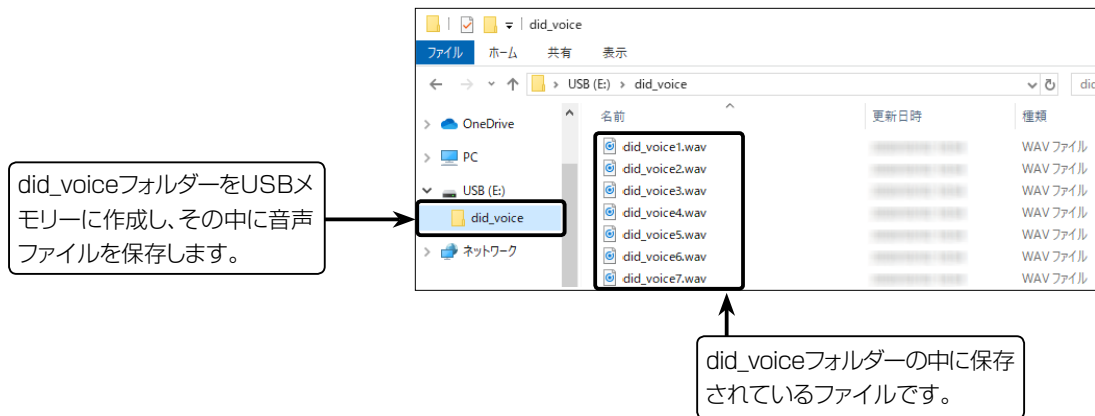 did_voice
ファイル ホーム 共有 表示
USB (E:) › did_voice
did
名前 更新日時 種類
OneDrive
PC
USB (E:)
did_voice
ネットワーク
did_voice1.wav WAV ファイル
did_voice2.wav WAV ファイル
did_voice3.wav WAV ファイル
did_voice4.wav WAV ファイル
did_voice5.wav WAV ファイル
did_voice6.wav WAV ファイル
did_voice7.wav WAV ファイル
did_voiceフォルダーをUSBメ
モリーに作成し、その中に音声
ファイルを保存します。
did_voiceフォルダーの中に保存
されているファイルです。